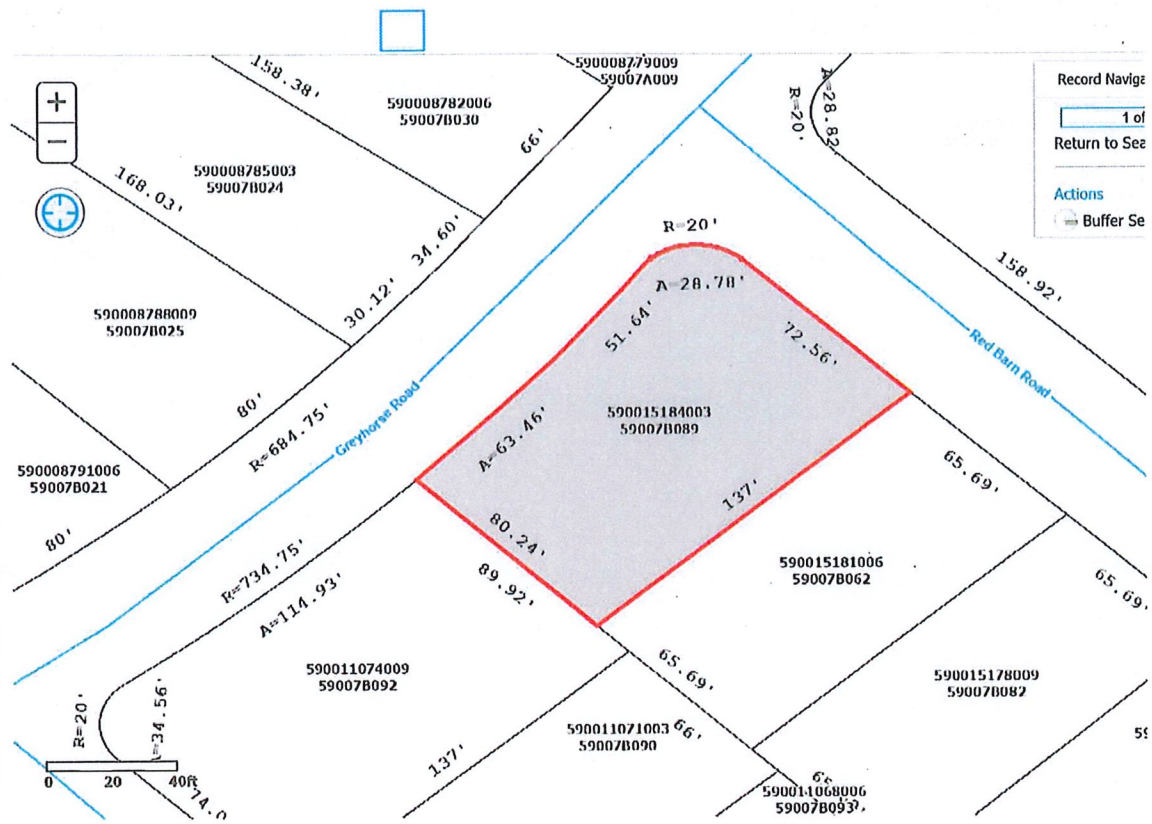 158.38'
590008779009
59007A009
A=28.82
R=20'
Record Naviga
1 of
Return to Sea
Actions
Buffer Se
590008782006
59007B030
66'
590008785003
59007B024
168.03'
34.60'
R=20'
A=28.78'
158.92'
30.12'
590008788009
59007B025
51.64'
72.56'
Red Barn Road
80'
R=684.75'
Greyhorse Road
A=63.46'
590015184003
59007B089
590008791006
59007B021
80'
137'
65.69'
80.24'
R=734.75'
A=114.93'
89.92'
590015181006
59007B062
65.69'
590011074009
59007B092
65.69'
590015178009
59007B082
R=20'
=34.56'
590011071003
59007B090
66'
59
137'
0 20 40ft
74.0
590011068006
59007B093